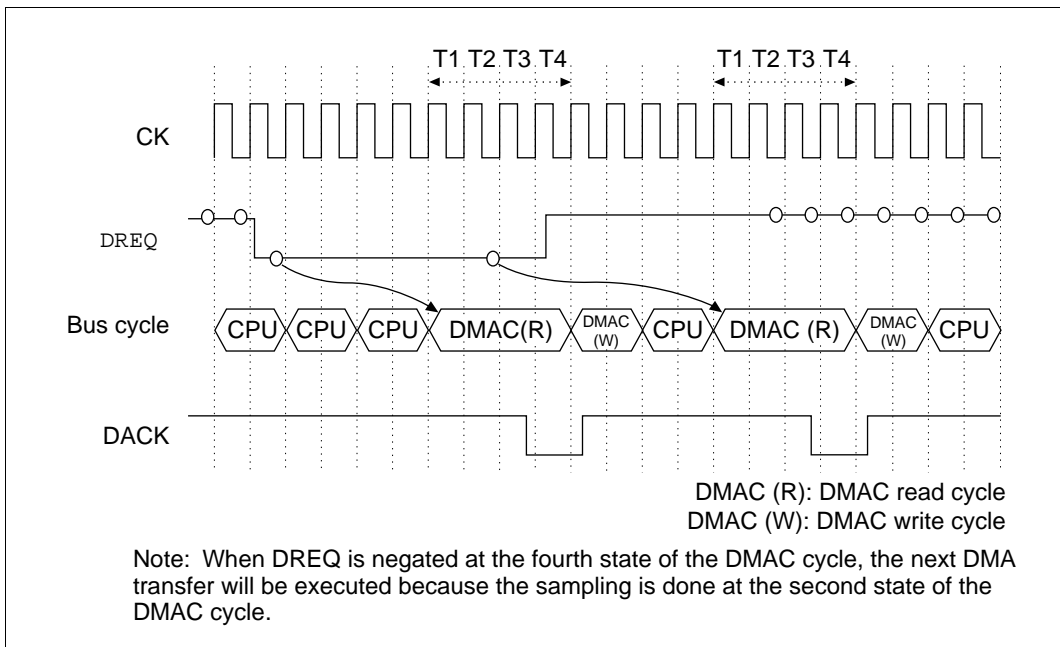 T1 T2 T3 T4 T1 T2 T3 T4
CK
DREQ
Bus cycle CPU CPU CPU DMAC(R) DMAC (W) CPU DMAC (R) DMAC (W) CPU
DACK
DMAC (R): DMAC read cycle
DMAC (W): DMAC write cycle
Note: When DREQ is negated at the fourth state of the DMAC cycle, the next DMA
transfer will be executed because the sampling is done at the second state of the
DMAC cycle.